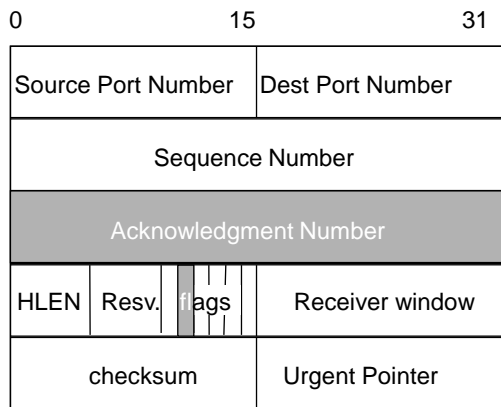 0 15 31
Source Port Number Dest Port Number
Sequence Number
Acknowledgment Number
HLEN Resv. flags Receiver window
checksum Urgent Pointer